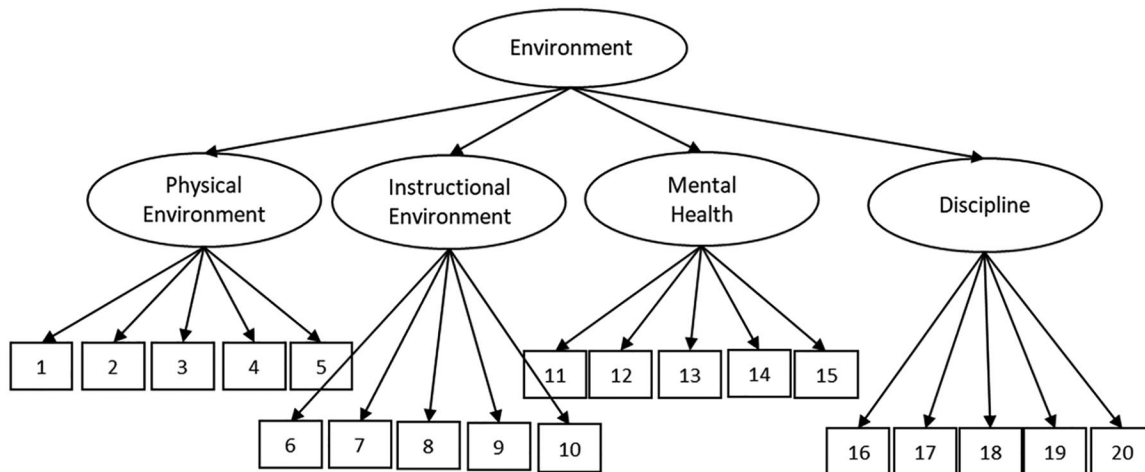 Environment
Physical
Environment
Instructional
Environment
Mental
Health
Discipline
1 2 3 4 5
11 12 13 14 15
6 7 8 9 10
16 17 18 19 20